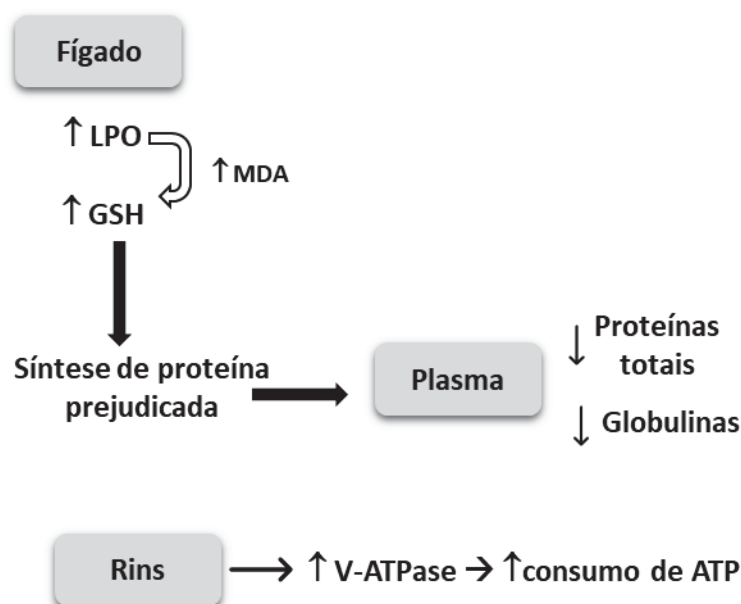 Fígado
↑ LPO
↑ MDA
↑ GSH
Síntese de proteína
prejudicada
Plasma
↓ Proteínas
totais
↓ Globulinas
Rins → ↑ V-ATPase → ↑consumo de ATP